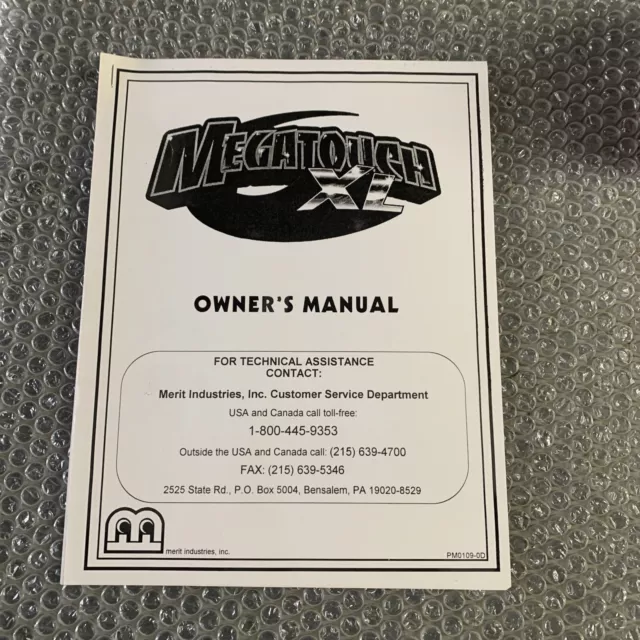 MEGATOUCH
XL
OWNER'S MANUAL
FOR TECHNICAL ASSISTANCE
CONTACT:
Merit Industries, Inc. Customer Service Department
USA and Canada call toll-free:
1-800-445-9353
Outside the USA and Canada call: (215) 639-4700
FAX: (215) 639-5346
2525 State Rd., P.O. Box 5004, Bensalem, PA 19020-8529
merit industries, inc.
PM0109-0D